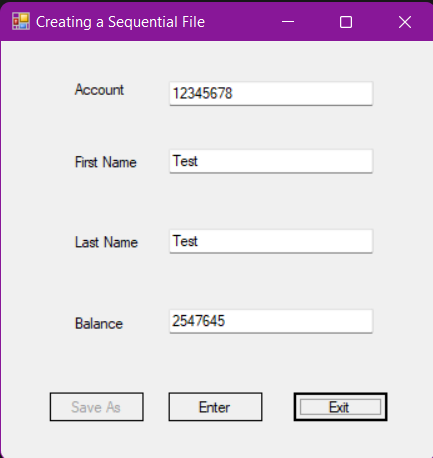 Creating a Sequential File
Account 12345678
First Name Test
Last Name Test
Balance 2547645
Save As Enter Exit